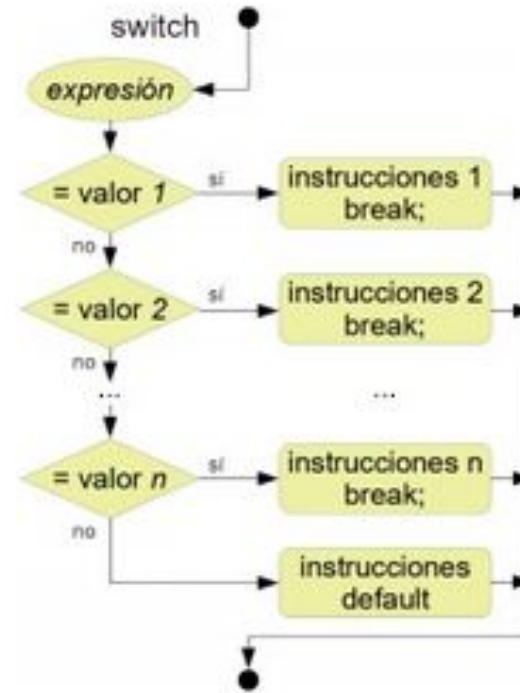 switch
expresión
= valor 1
sí
instrucciones 1
break;
no
= valor 2
sí
instrucciones 2
break;
no
...
...
= valor n
sí
instrucciones n
break;
no
instrucciones
default